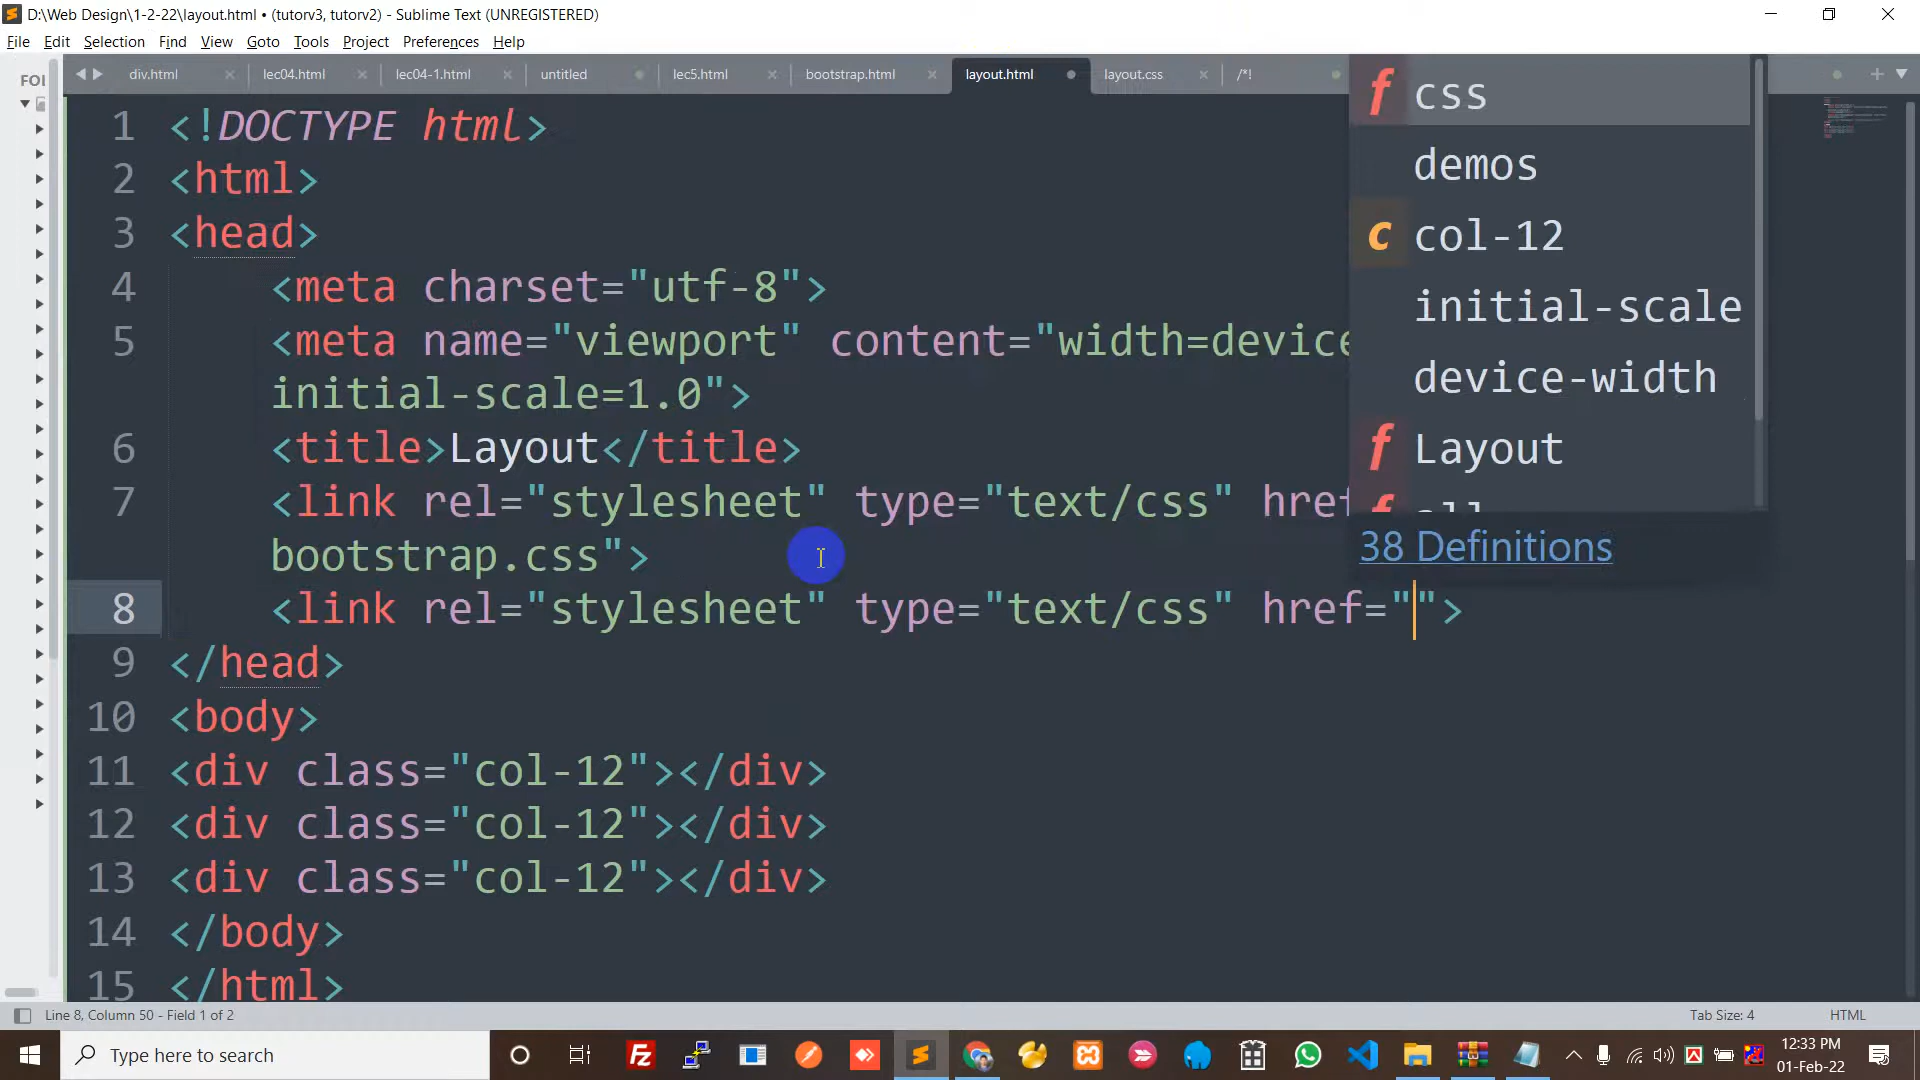 D:\Web Design\1-2-22\layout.html • (tutorv3, tutorv2) - Sublime Text (UNREGISTERED)
File Edit Selection Find View Goto Tools Project Preferences Help
FOI
div.html lec04.html lec04-1.html untitled lec5.html bootstrap.html layout.html layout.css /*!
1 <!DOCTYPE html>
2 <html>
3 <head>
4 <meta charset="utf-8">
5 <meta name="viewport" content="width=device
initial-scale=1.0">
6 <title>Layout</title>
7 <link rel="stylesheet" type="text/css" href
bootstrap.css">
8 <link rel="stylesheet" type="text/css" href="">
9 </head>
10 <body>
11 <div class="col-12"></div>
12 <div class="col-12"></div>
13 <div class="col-12"></div>
14 </body>
15 </html>
f css
demos
c col-12
initial-scale
device-width
f Layout
38 Definitions
Line 8, Column 50 - Field 1 of 2
Tab Size: 4 HTML
Type here to search
12:33 PM
01-Feb-22